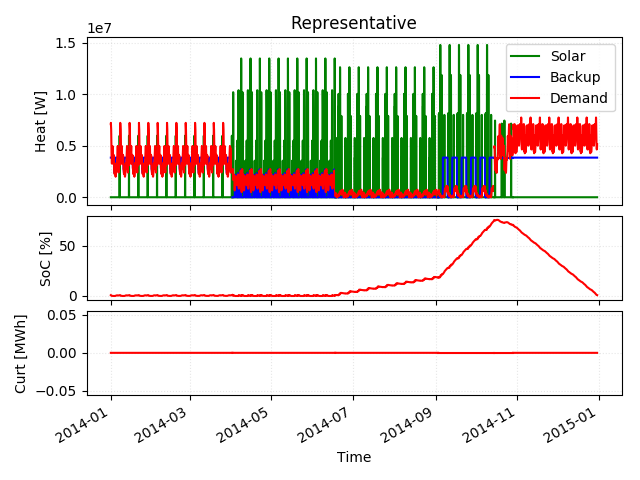 Representative
1e7
1.5
1.0
0.5
0.0
Heat [W]
Solar
Backup
Demand
50
0
SoC [%]
0.05
0.00
−0.05
Curt [MWh]
2014-01 2014-03 2014-05 2014-07 2014-09 2014-11 2015-01
Time